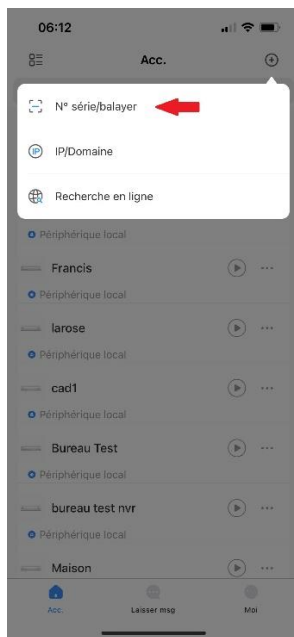 06:12
Acc.
N° série/balayer
IP IP/Domaine
Recherche en ligne
Périphérique local
Francis
Périphérique local
larose
Périphérique local
cad1
Périphérique local
Bureau Test
Périphérique local
bureau test nvr
Périphérique local
Maison
Acc. Laisser msg Moi